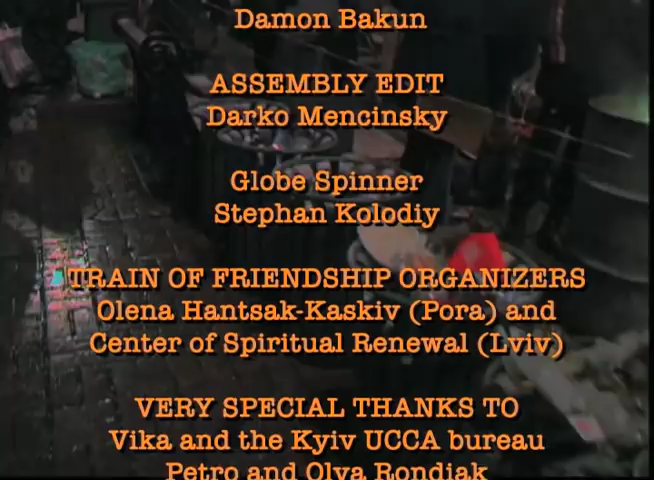 Damon Bakun
ASSEMBLY EDIT
Darko Mencinsky
Globe Spinner
Stephan Kolodiy
TRAIN OF FRIENDSHIP ORGANIZERS
Olena Hantsak-Kaskiv (Pora) and
Center of Spiritual Renewal (Lviv)
VERY SPECIAL THANKS TO
Vika and the Kyiv UCCA bureau
Petro and Olya Rondiak